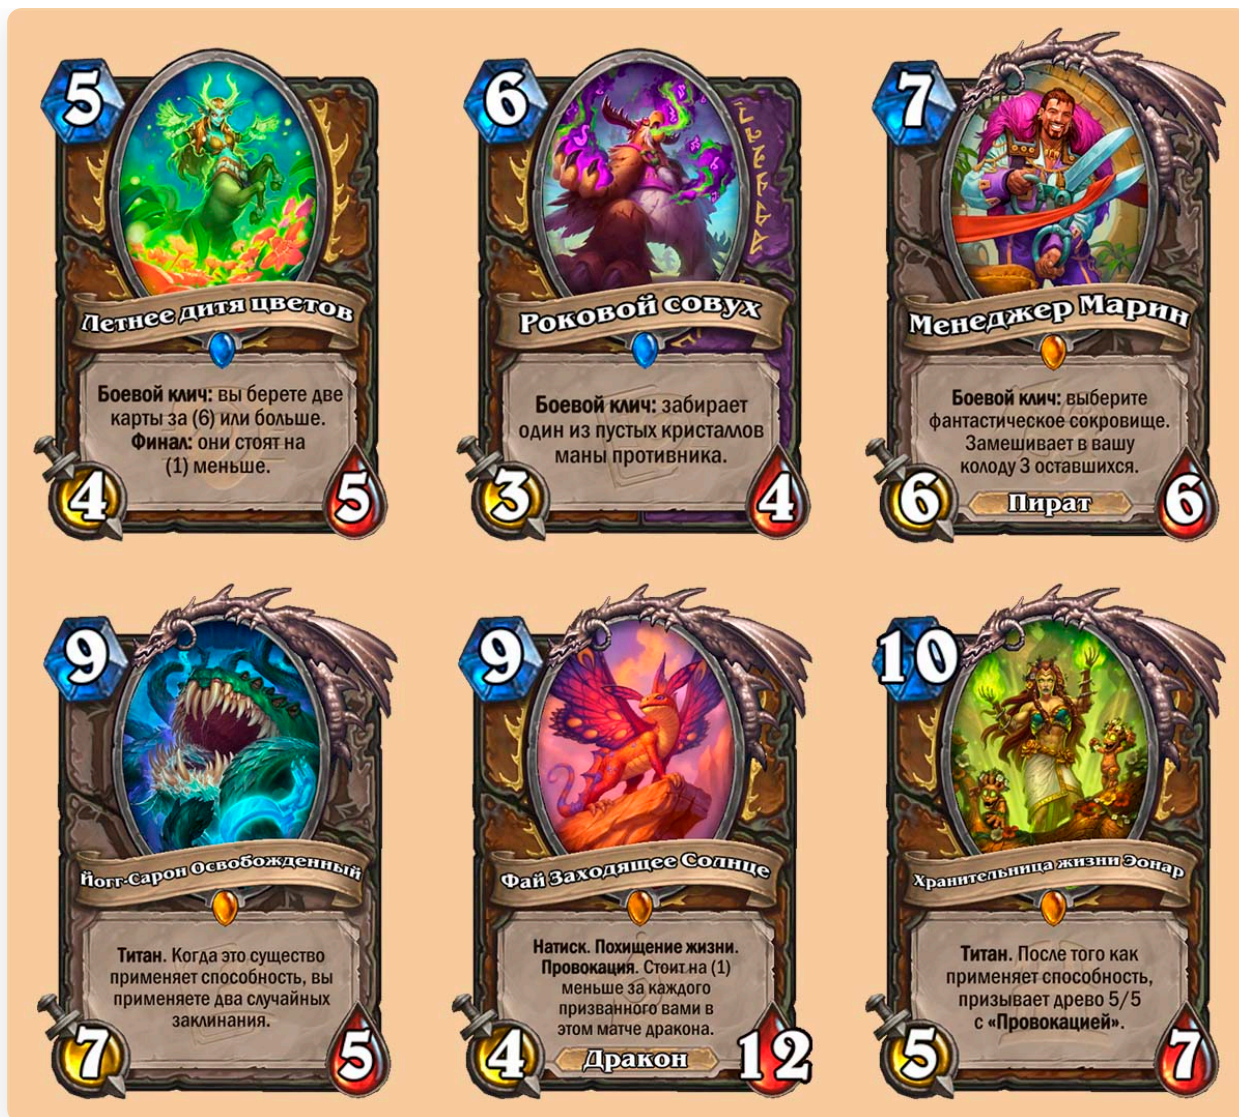 5
Летнее дитя цветов
Боевой клич: вы берете две
карты за (6) или больше.
Финал: они стоят на
(1) меньше.
4
5
6
Роковой совух
Боевой клич: забирает
один из пустых кристаллов
маны противника.
3
4
7
Менеджер Марин
Боевой клич: выберите
фантастическое сокровище.
Замешивает в вашу
колоду 3 оставшихся.
6
Пират
6
9
Йогг-Сарон Освобожденный
Титан. Когда это существо
применяет способность, вы
применяете два случайных
заклинания.
7
5
9
Фай Заходящее Солнце
Натиск. Похищение жизни.
Провокация. Стоит на (1)
меньше за каждого
призванного вами в
этом матче дракона.
4
Дракон
12
10
Хранительница жизни Эонар
Титан. После того как
применяет способность,
призывает древо 5/5
с «Провокацией».
5
7